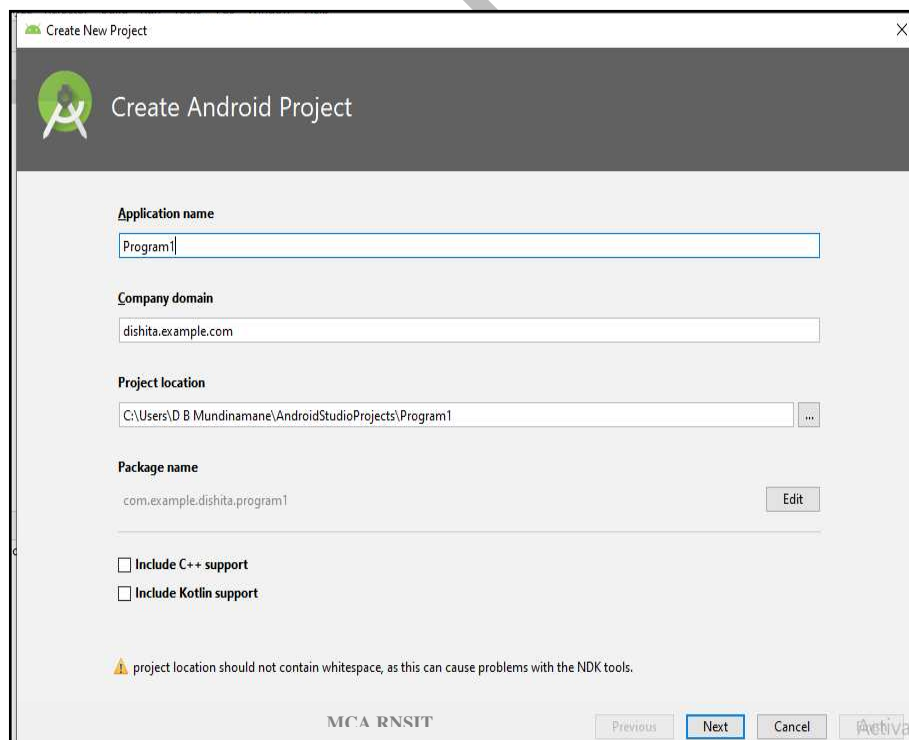 Create New Project
Create Android Project
Application name
Program1
Company domain
dishita.example.com
Project location
C:\Users\D B Mundinamane\AndroidStudioProjects\Program1
...
Package name
com.example.dishita.program1
Edit
Include C++ support
Include Kotlin support
project location should not contain whitespace, as this can cause problems with the NDK tools.
MCA RNSIT
Previous
Next
Cancel